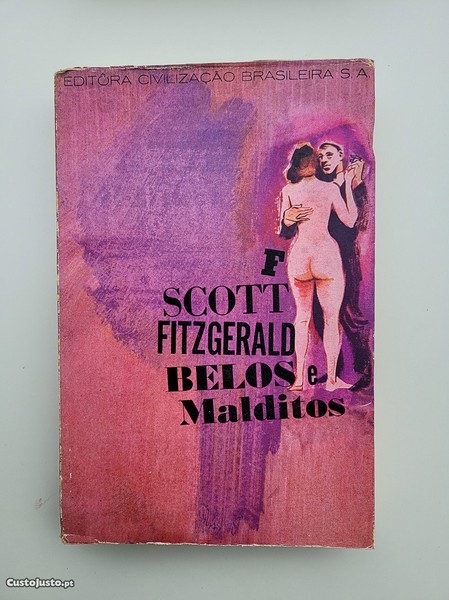 EDITÔRA CIVILIZAÇÃO BRASILEIRA S.A
F
SCOTT
FITZGERALD
BELOS e
Malditos
CustoJusto.pt